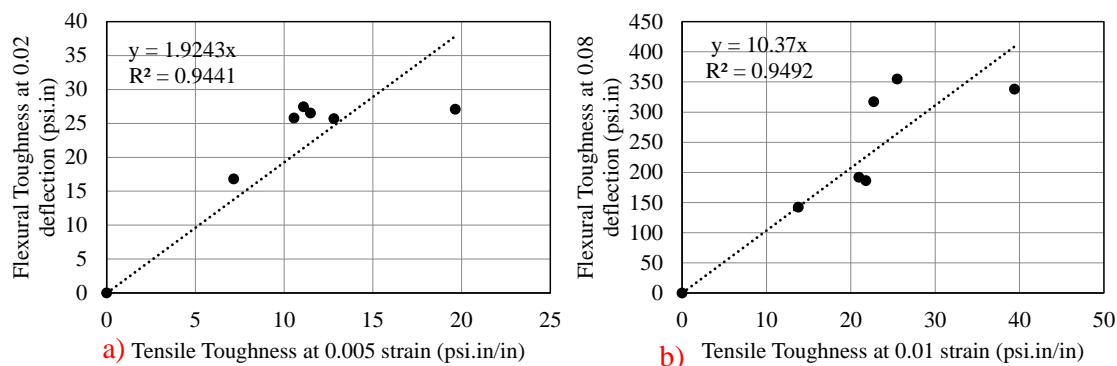 Flexural Toughness at 0.02
deflection (psi.in)
40
35
30
25
20
15
10
5
0
y = 1.9243x
R² = 0.9441
0 5 10 15 20 25
a) Tensile Toughness at 0.005 strain (psi.in/in)
Flexural Toughness at 0.08
deflection (psi.in)
450
400
350
300
250
200
150
100
50
0
y = 10.37x
R² = 0.9492
0 10 20 30 40 50
b) Tensile Toughness at 0.01 strain (psi.in/in)